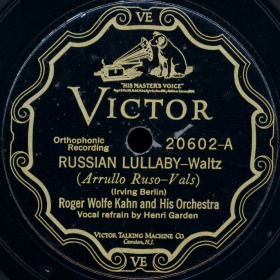 VE
"HIS MASTER'S VOICE"
VICTOR
Orthophonic
Recording
20602-A
RUSSIAN LULLABY-Waltz
(Arrullo Ruso-Vals)
(Irving Berlin)
Roger Wolfe Kahn and His Orchestra
Vocal refrain by Henri Garden
VICTOR TALKING MACHINE CO
Camden, N.J.
VE